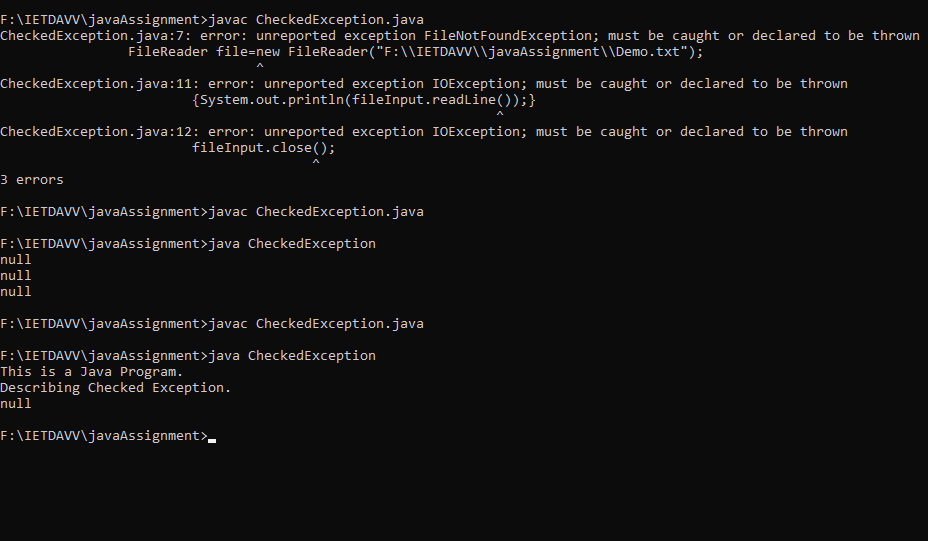 F:\IETDAVV\javaAssignment>javac CheckedException.java
CheckedException.java:7: error: unreported exception FileNotFoundException; must be caught or declared to be thrown
                FileReader file=new FileReader("F:\\IETDAVV\\javaAssignment\\Demo.txt");
                                ^
CheckedException.java:11: error: unreported exception IOException; must be caught or declared to be thrown
                        {System.out.println(fileInput.readLine());}
                                                              ^
CheckedException.java:12: error: unreported exception IOException; must be caught or declared to be thrown
                        fileInput.close();
                                       ^
3 errors

F:\IETDAVV\javaAssignment>javac CheckedException.java

F:\IETDAVV\javaAssignment>java CheckedException
null
null
null

F:\IETDAVV\javaAssignment>javac CheckedException.java

F:\IETDAVV\javaAssignment>java CheckedException
This is a Java Program.
Describing Checked Exception.
null

F:\IETDAVV\javaAssignment>